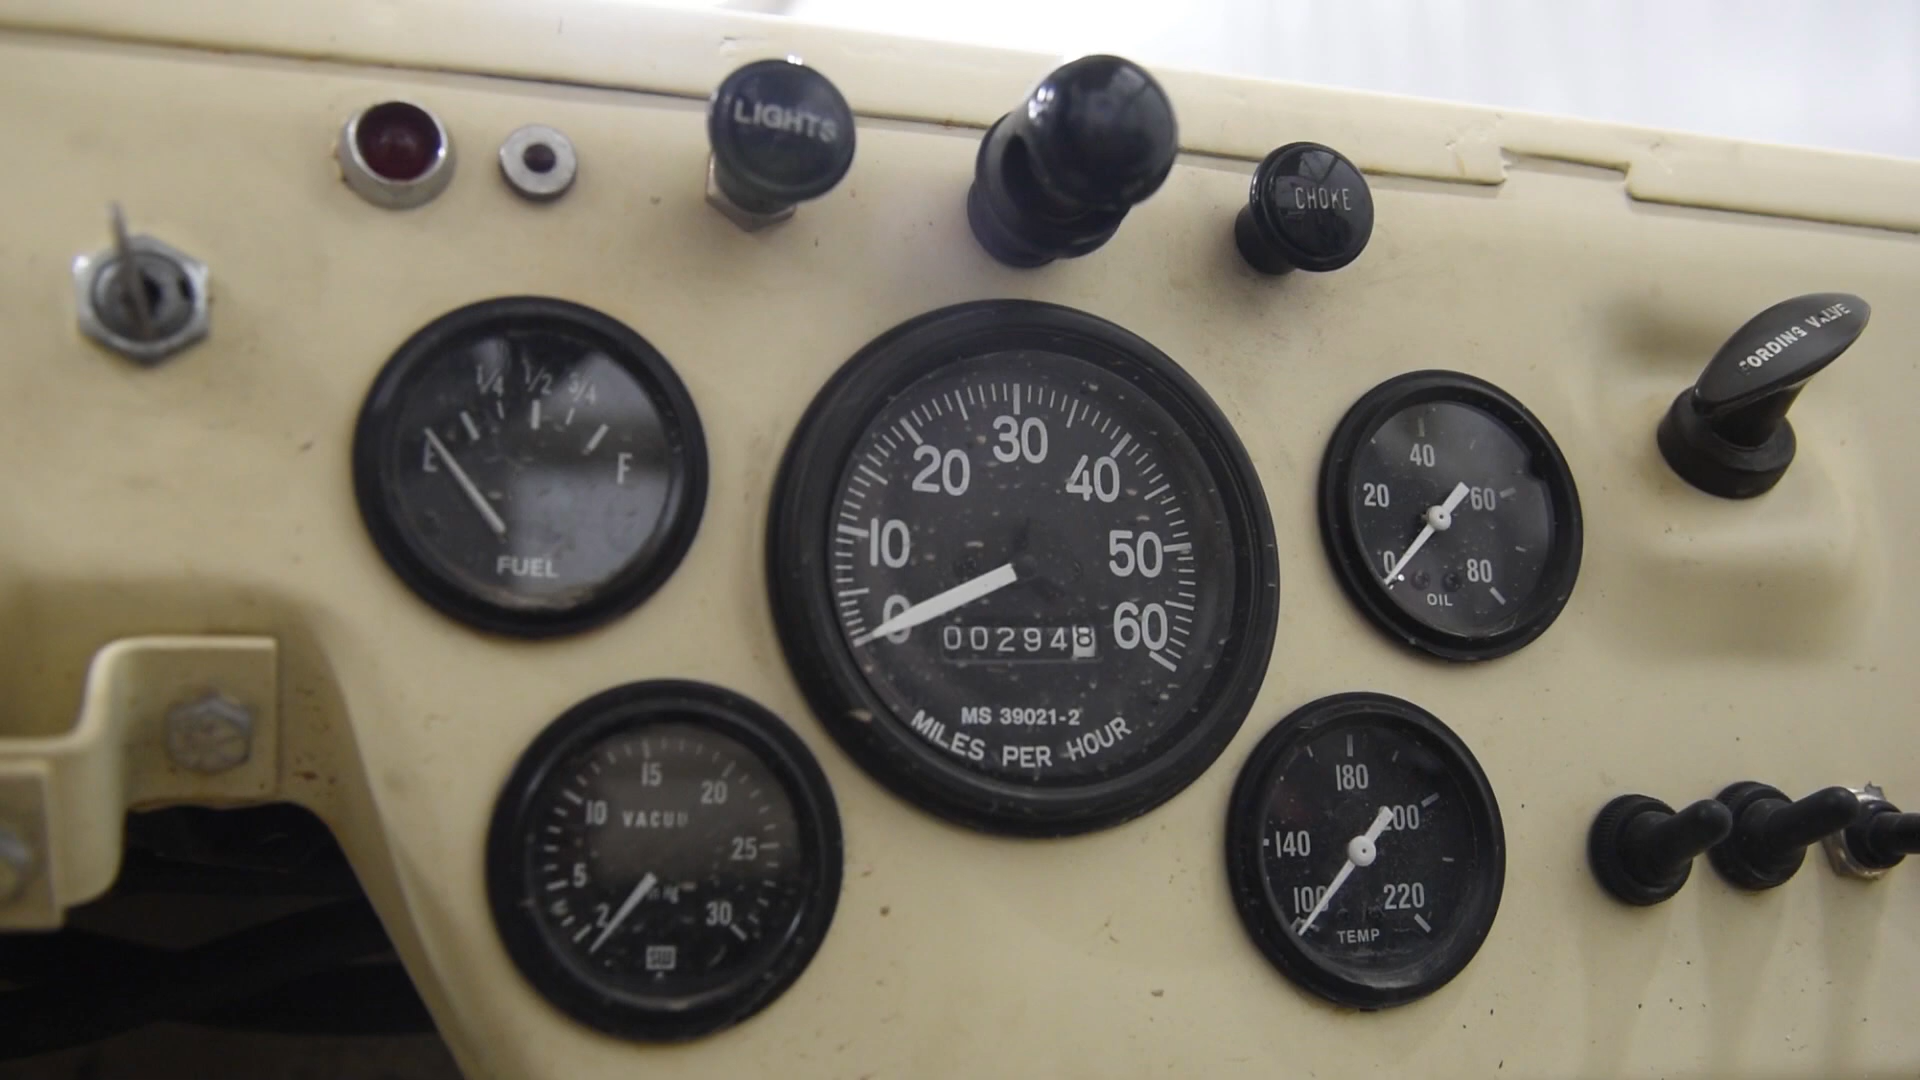 LIGHTS
CHOKE
FORDING VALVE
1/4 1/2 3/4
E F
FUEL
0 10 20 30 40 50 60
002948
MS 39021-2
MILES PER HOUR
0 20 40 60 80
OIL
5 10 15 20 25 30
2
SW
100 140 180 200 220
TEMP